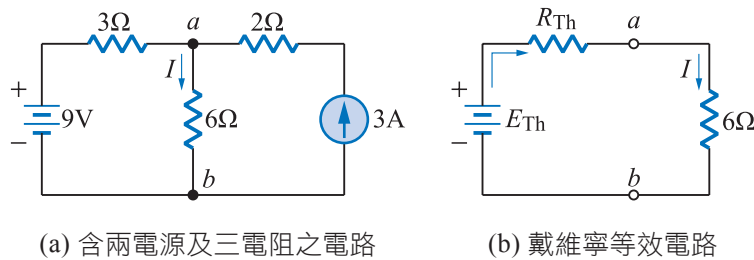 3Ω a 2Ω
I
+
9V 6Ω 3A
−
b
(a) 含兩電源及三電阻之電路
R_Th a
I
+
E_Th 6Ω
−
b
(b) 戴維寧等效電路